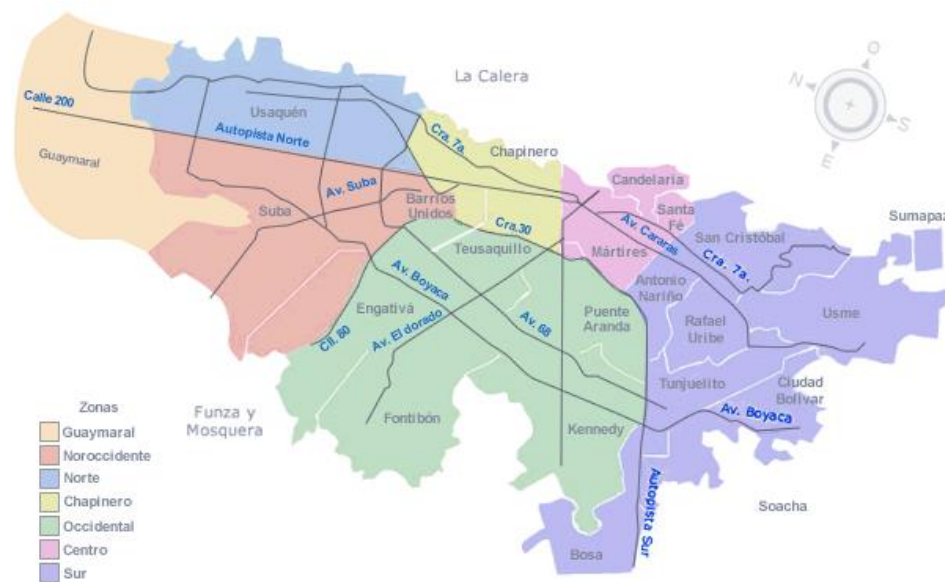 La Calera
O
N
S
E
Calle 200
Usaquén
Autopista Norte
Cra. 7a.
Chapinero
Guaymaral
Av. Suba
Candelaria
Suba
Barrios
Unidos
Santa
Fé
Sumapaz
Cra.30
Av. Cararas
San Cristóbal
Teusaquillo
Mártires
Cra. 7a.
Av. Boyaca
Antonio
Nariño
Engativá
Puente
Aranda
Usme
Av. 68
Rafael
Uribe
Cll. 80
Av. El dorado
Tunjuelito
Ciudad
Bolívar
Zonas
Funza y
Mosquera
Fontibón
Av. Boyaca
Kennedy
Guaymaral
Noroccidente
Norte
Chapinero
Occidental
Centro
Sur
Autopista Sur
Soacha
Bosa